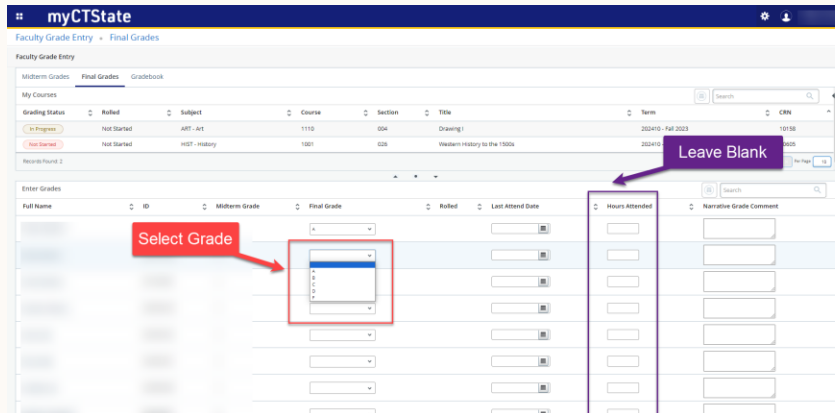 myCTState
Faculty Grade Entry • Final Grades
Faculty Grade Entry
Midterm Grades Final Grades Gradebook
My Courses Search
Grading Status Rolled Subject Course Section Title Term CRN
In Progress Not Started ART - Art 1110 004 Drawing I 202410 - Fall 2023 10158
Not Started Not Started HIST - History 1001 026 Western History to the 1500s 202410
Leave Blank
Records Found: 2 Per Page 10
Enter Grades Search
Full Name ID Midterm Grade Final Grade Rolled Last Attend Date Hours Attended Narrative Grade Comment
A
Select Grade
A
B
C
D
F